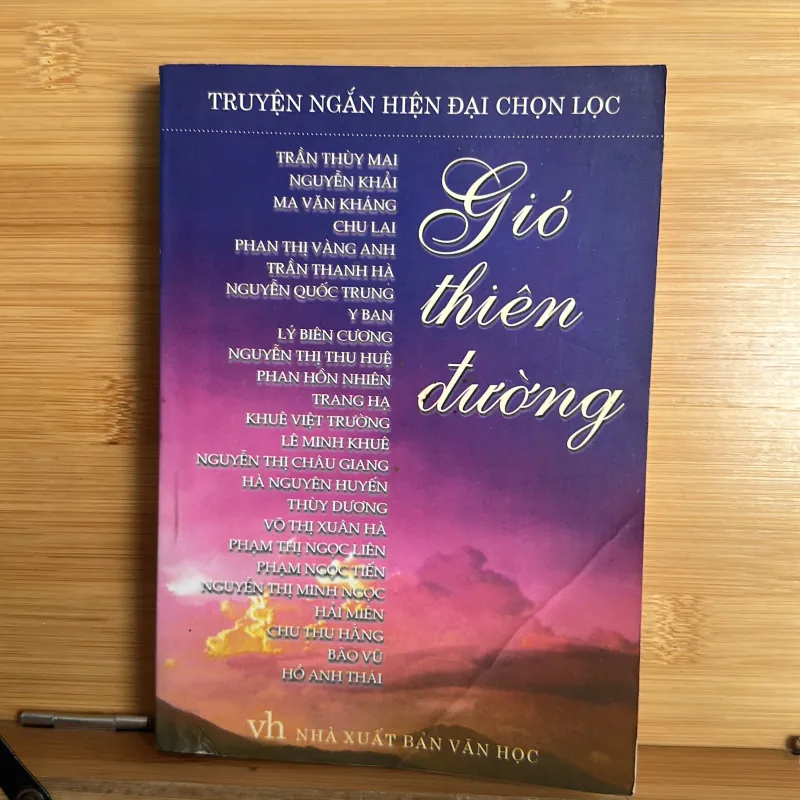 TRUYỆN NGẮN HIỆN ĐẠI CHỌN LỌC
TRẦN THÙY MAI
NGUYỄN KHẢI
MA VĂN KHÁNG
CHU LAI
PHAN THỊ VÀNG ANH
TRẦN THANH HÀ
NGUYỄN QUỐC TRUNG
Y BAN
LÝ BIÊN CƯƠNG
NGUYỄN THỊ THU HUỆ
PHAN HỒN NHIÊN
TRANG HẠ
KHUÊ VIỆT TRƯỜNG
LÊ MINH KHUÊ
NGUYỄN THỊ CHÂU GIANG
HÀ NGUYÊN HUYẾN
THÙY DƯƠNG
VÕ THỊ XUÂN HÀ
PHẠM THỊ NGỌC LIÊN
PHẠM NGỌC TIẾN
NGUYỄN THỊ MINH NGỌC
HẢI MIÊN
CHU THU HẰNG
BẢO VŨ
HỒ ANH THÁI
Gió
thiên
đường
vh NHÀ XUẤT BẢN VĂN HỌC